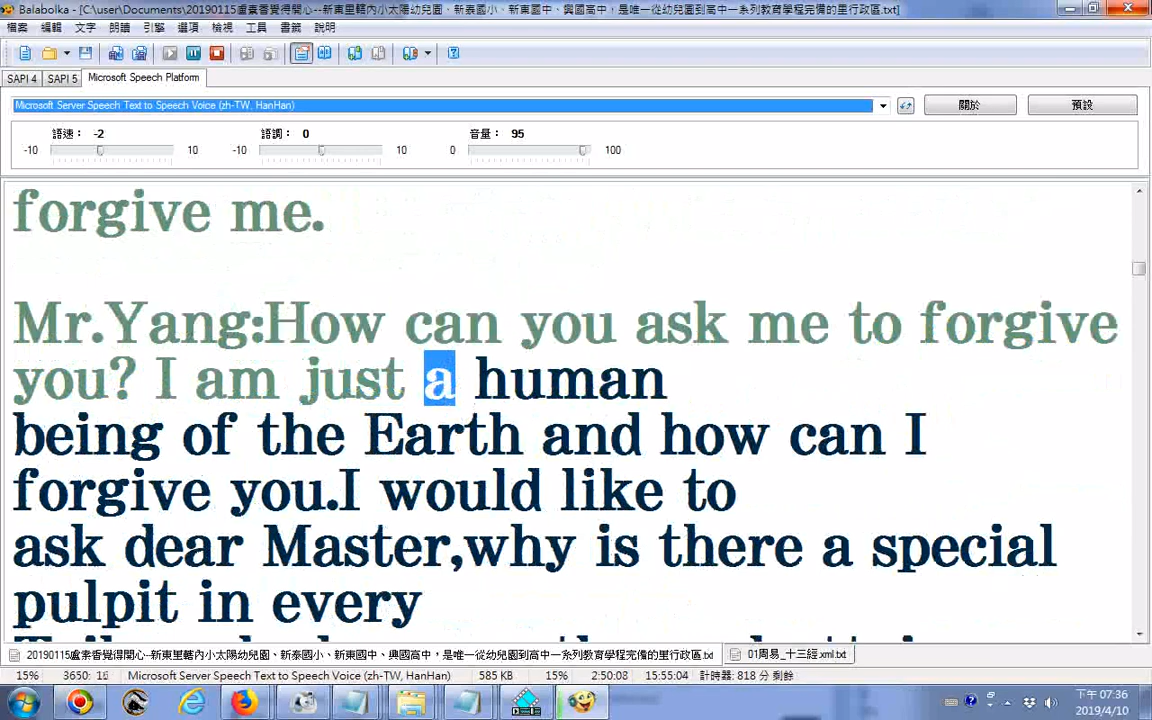 Balabolka - [C:\user\Documents\20190115盧素香覺得開心--新東里轄內小太陽幼兒園、新泰國小、新東國中、興國高中，是唯一從幼兒園到高中一系列教育學程完備的里行政區.txt]
檔案 編輯 文字 朗讀 引擎 選項 檢視 工具 書籤 說明
SAPI 4 SAPI 5 Microsoft Speech Platform
Microsoft Server Speech Text to Speech Voice (zh-TW, HanHan) 關於 預設
語速： -2 語調： 0 音量： 95
-10 10 -10 10 0 100
forgive me.
Mr.Yang:How can you ask me to forgive
you? I am just a human
being of the Earth and how can I
forgive you.I would like to
ask dear Master,why is there a special
pulpit in every
20190115盧素香覺得開心--新東里轄內小太陽幼兒園、新泰國小、新東國中、興國高中，是唯一從幼兒園到高中一系列教育學程完備的里行政區.txt 01周易_十三經.xml.txt
15% 3650: Microsoft Server Speech Text to Speech Voice (zh-TW, HanHan) 585 KB 15% 2:50:08 15:55:04 計時器: 818 分 剩餘
下午 07:36
2019/4/10